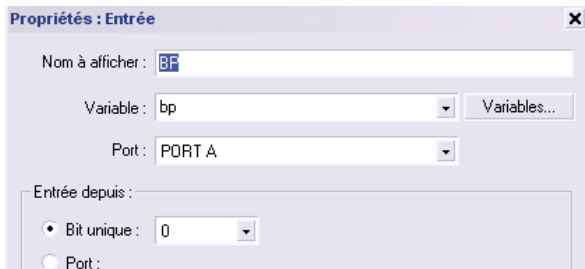 Propriétés : Entrée
Nom à afficher : BP
Variable : bp Variables...
Port : PORT A
Entrée depuis :
Bit unique : 0
Port :